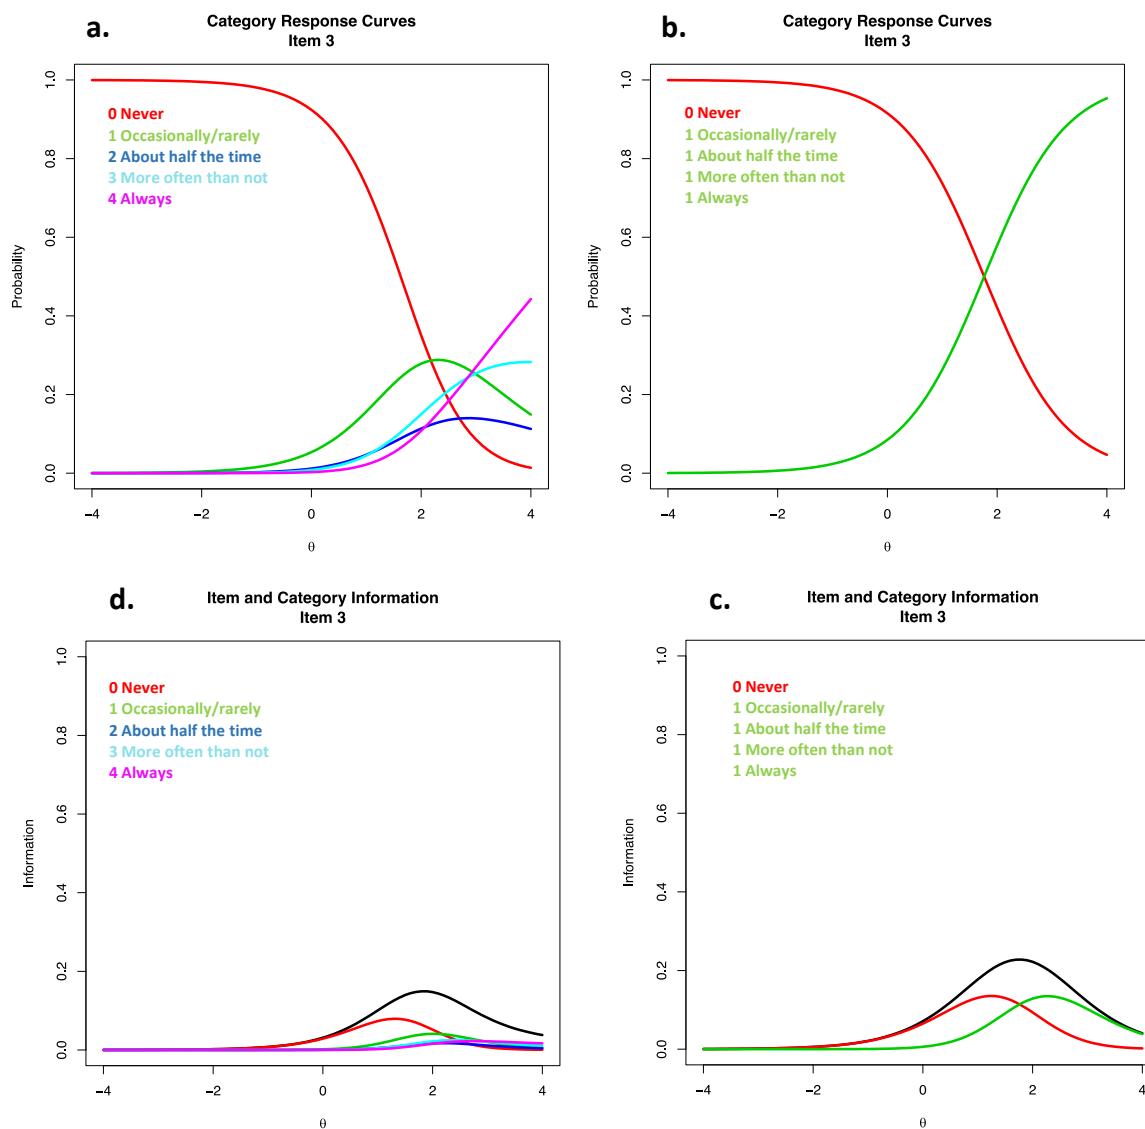 a.
Category Response Curves
Item 3
0 Never
1 Occasionally/rarely
2 About half the time
3 More often than not
4 Always
Probability
0.0
0.2
0.4
0.6
0.8
1.0
−4
−2
0
2
4
θ
b.
Category Response Curves
Item 3
0 Never
1 Occasionally/rarely
1 About half the time
1 More often than not
1 Always
Probability
0.0
0.2
0.4
0.6
0.8
1.0
−4
−2
0
2
4
θ
d.
Item and Category Information
Item 3
0 Never
1 Occasionally/rarely
2 About half the time
3 More often than not
4 Always
Information
0.0
0.2
0.4
0.6
0.8
1.0
−4
−2
0
2
4
θ
c.
Item and Category Information
Item 3
0 Never
1 Occasionally/rarely
1 About half the time
1 More often than not
1 Always
Information
0.0
0.2
0.4
0.6
0.8
1.0
−4
−2
0
2
4
θ